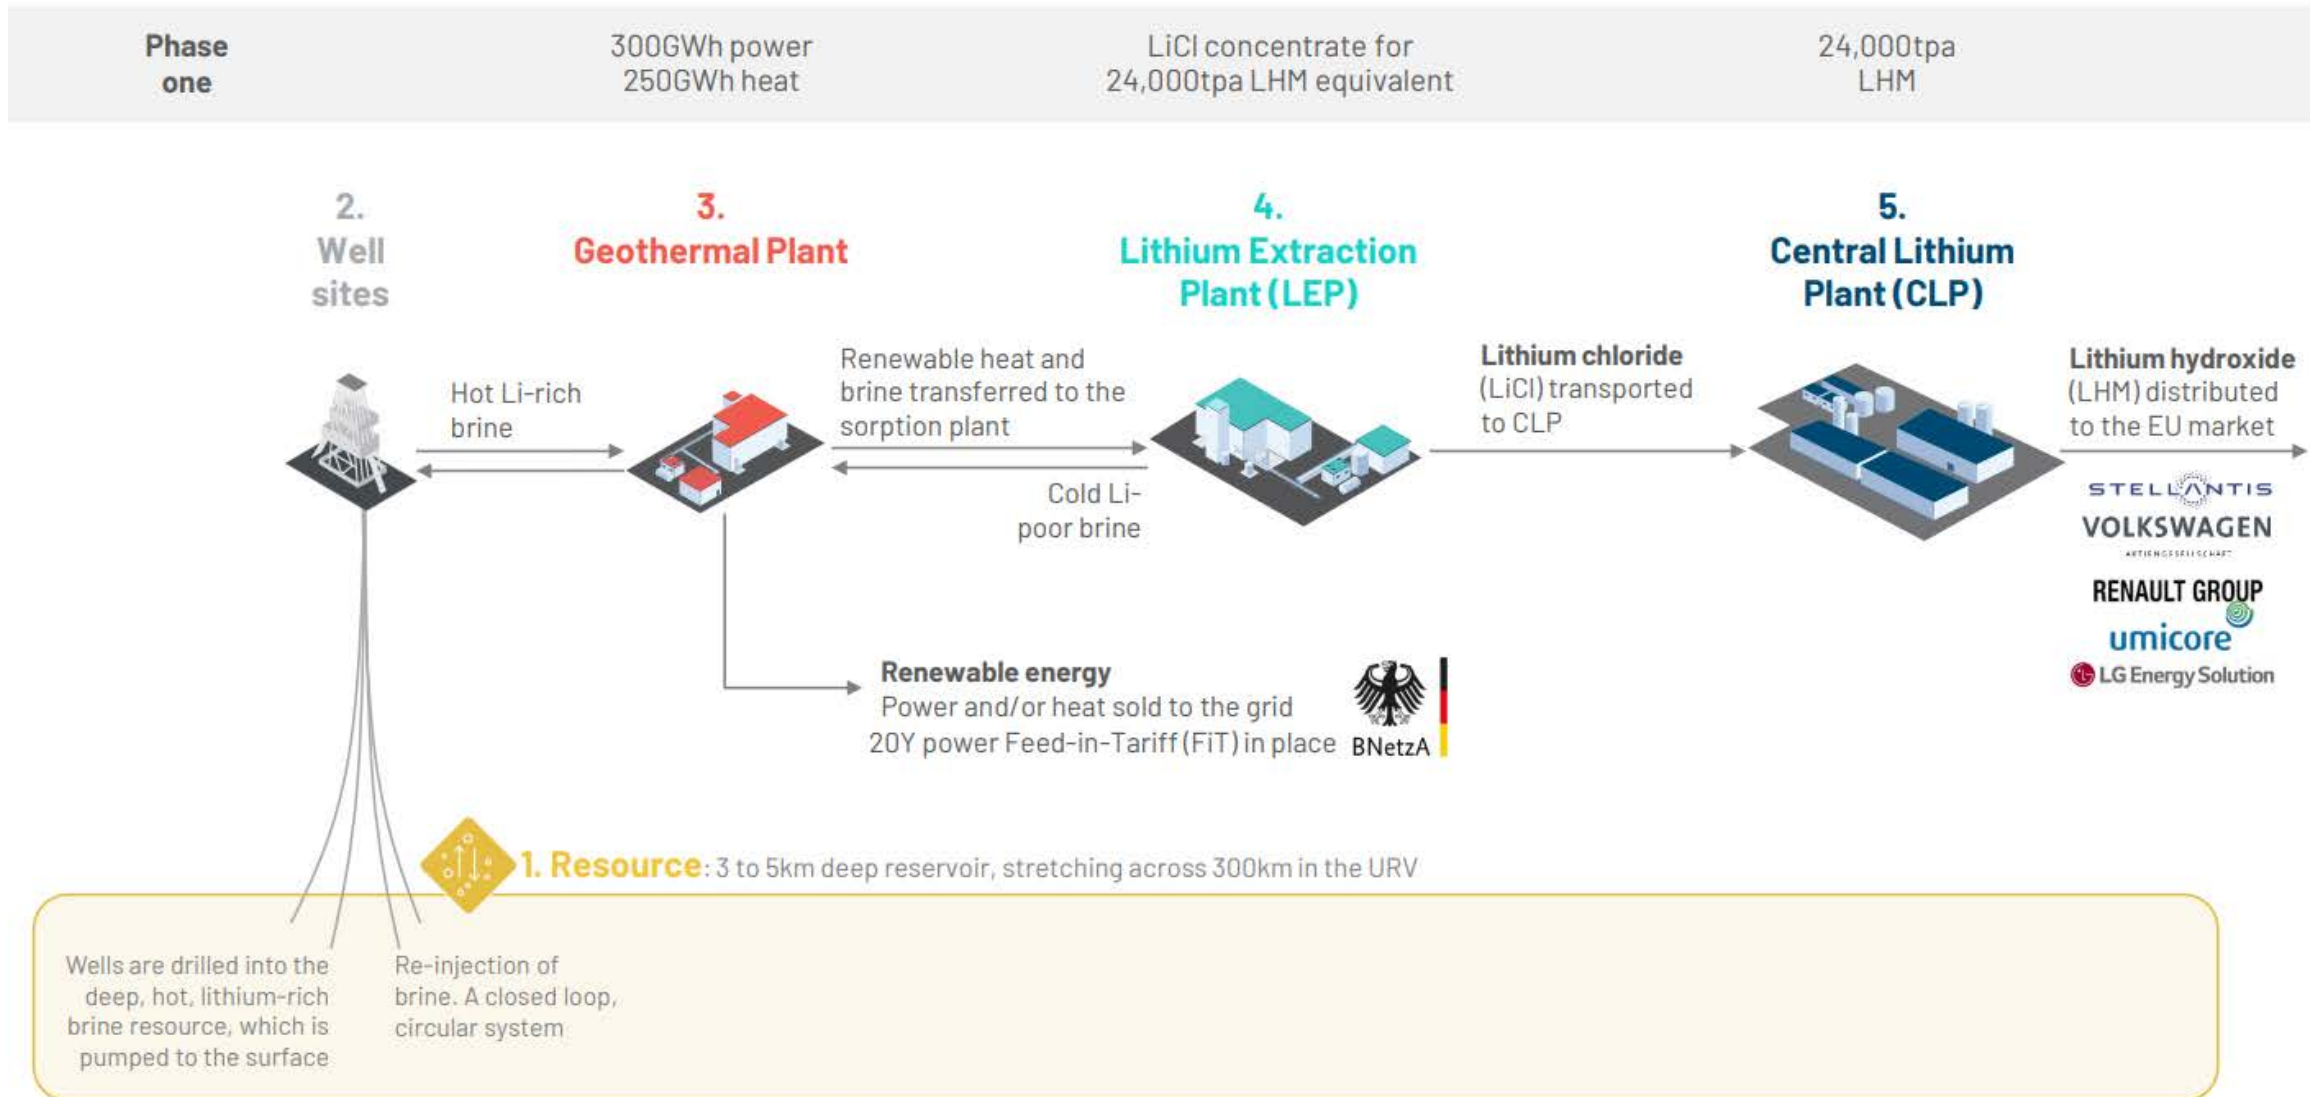 Phase
one
300GWh power
250GWh heat
LiCl concentrate for
24,000tpa LHM equivalent
24,000tpa
LHM
2.
Well
sites
3.
Geothermal Plant
4.
Lithium Extraction
Plant (LEP)
5.
Central Lithium
Plant (CLP)
Hot Li-rich
brine
Renewable heat and
brine transferred to the
sorption plant
Cold Li-
poor brine
Lithium chloride
(LiCl) transported
to CLP
Lithium hydroxide
(LHM) distributed
to the EU market
STELLANTIS
VOLKSWAGEN
AKTIENGESELLSCHAFT
RENAULT GROUP
umicore
LG Energy Solution
Renewable energy
Power and/or heat sold to the grid
20Y power Feed-in-Tariff (FiT) in place
BNetzA
1. Resource: 3 to 5km deep reservoir, stretching across 300km in the URV
Wells are drilled into the
deep, hot, lithium-rich
brine resource, which is
pumped to the surface
Re-injection of
brine. A closed loop,
circular system